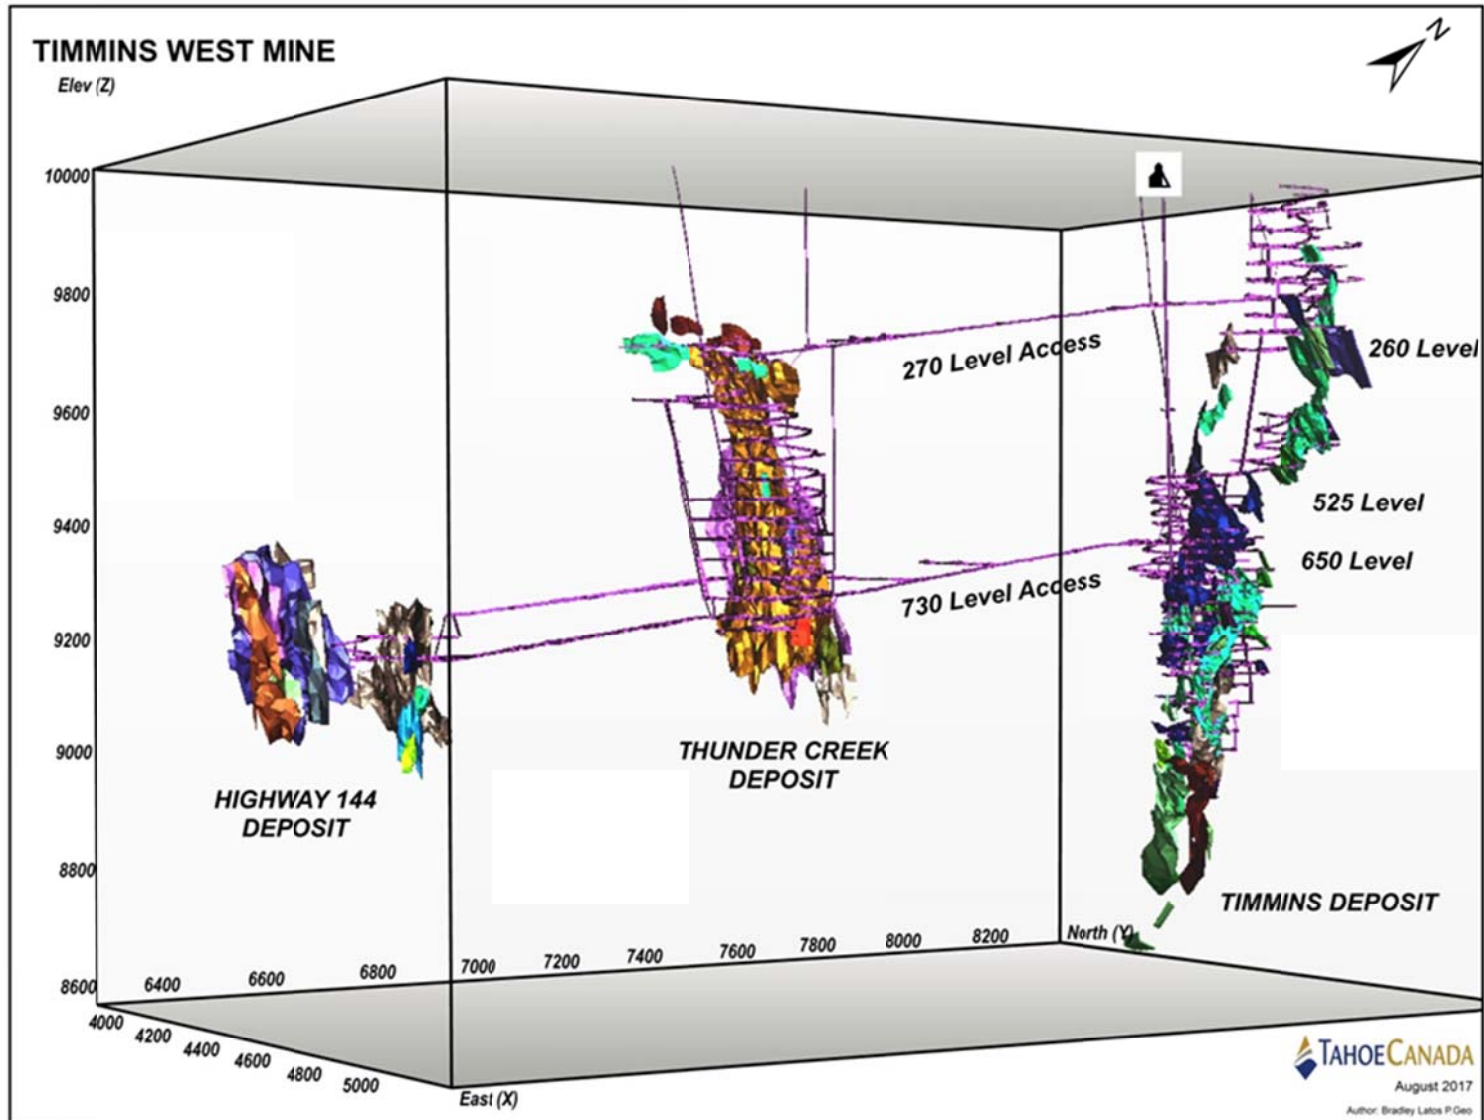 TIMMINS WEST MINE
Elev (Z)
N
10000
9800
9600
9400
9200
9000
8800
8600
270 Level Access
260 Level
525 Level
650 Level
730 Level Access
THUNDER CREEK
DEPOSIT
HIGHWAY 144
DEPOSIT
TIMMINS DEPOSIT
6400
6600
6800
7000
7200
7400
7600
7800
8000
8200
North (Y)
4000
4200
4400
4600
4800
5000
East (X)
TAHOECANADA
August 2017
Author: Bradley Latos P.Geo